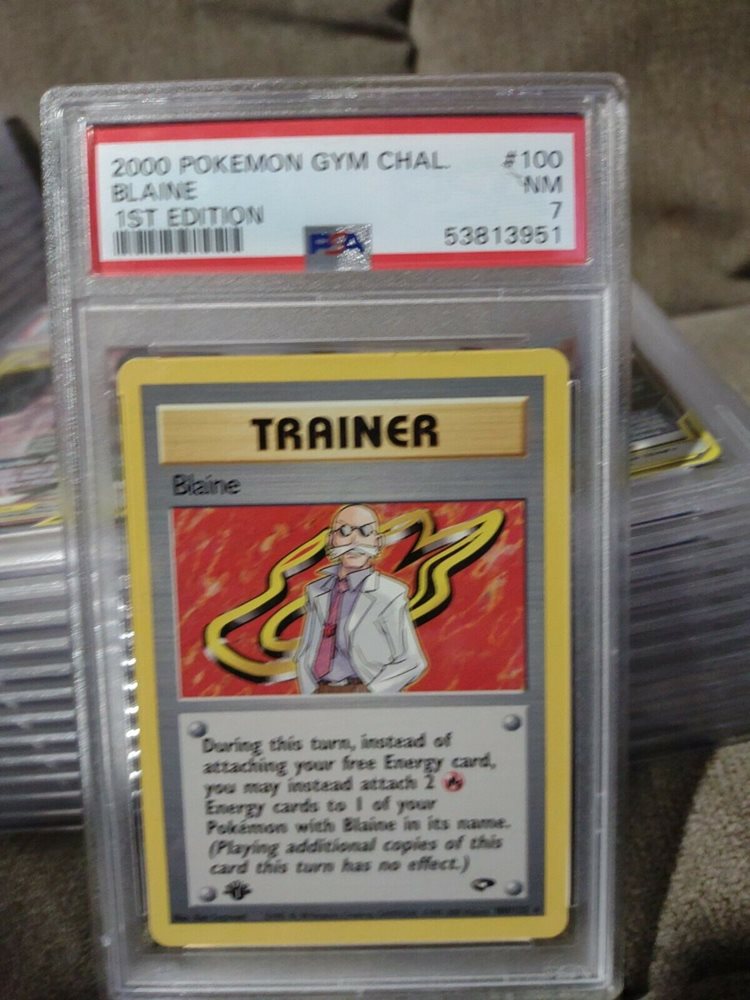 2000 POKEMON GYM CHAL. #100
BLAINE NM
1ST EDITION 7
PSA 53813951
TRAINER
Blaine
During this turn, instead of
attaching your free Energy card,
you may instead attach 2
Energy cards to 1 of your
Pokémon with Blaine in its name.
(Playing additional copies of this
card this turn has no effect.)